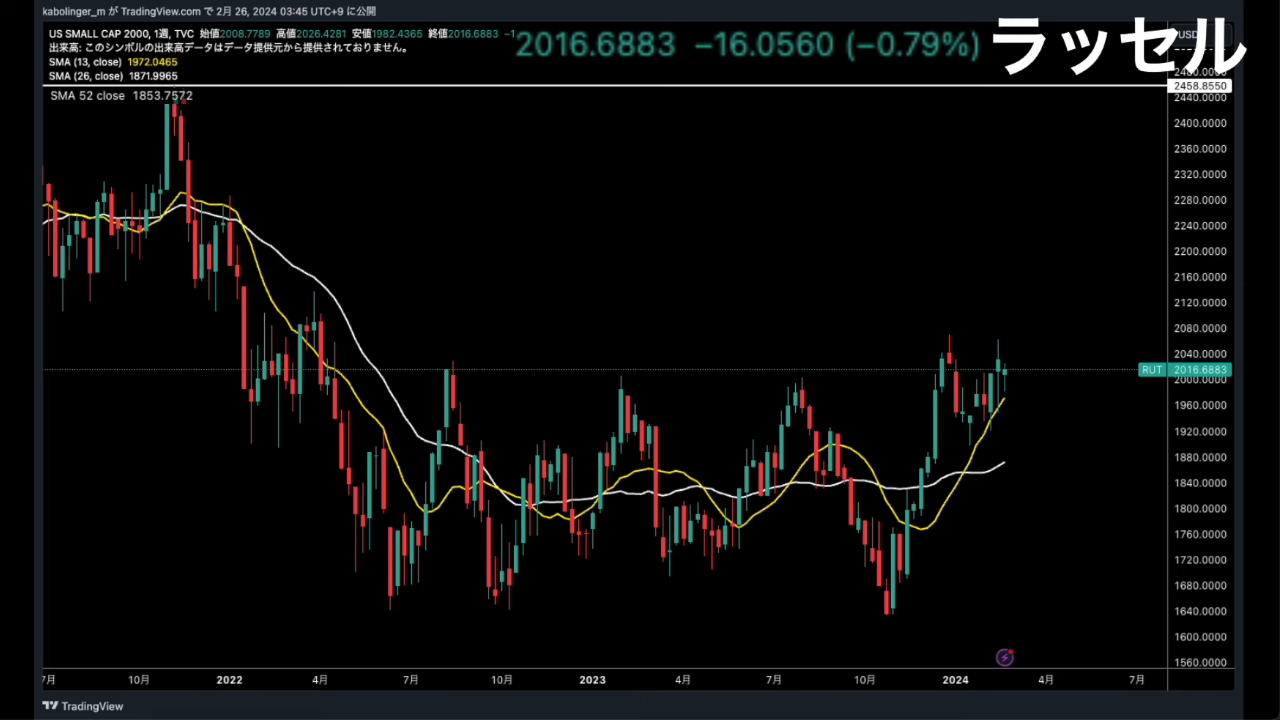 kabolinger_m が TradingView.com で 2月 26, 2024 03:45 UTC+9 に公開
ラッセル
US SMALL CAP 2000, 1週, TVC 始値2008.7789 高値2026.4281 安値1982.4365 終値2016.6883 −1
2016.6883 −16.0560 (−0.79%)
出来高: このシンボルの出来高データはデータ提供元から提供されておりません。
SMA (13, close) 1972.0465
SMA (26, close) 1871.9965
SMA 52 close 1853.7572
USD
2480.0000
2458.8550
2440.0000
2400.0000
2360.0000
2320.0000
2280.0000
2240.0000
2200.0000
2160.0000
2120.0000
2080.0000
2040.0000
RUT 2016.6883
2000.0000
1960.0000
1920.0000
1880.0000
1840.0000
1800.0000
1760.0000
1720.0000
1680.0000
1640.0000
1600.0000
1560.0000
7月 10月 2022 4月 7月 10月 2023 4月 7月 10月 2024 4月 7月
TradingView